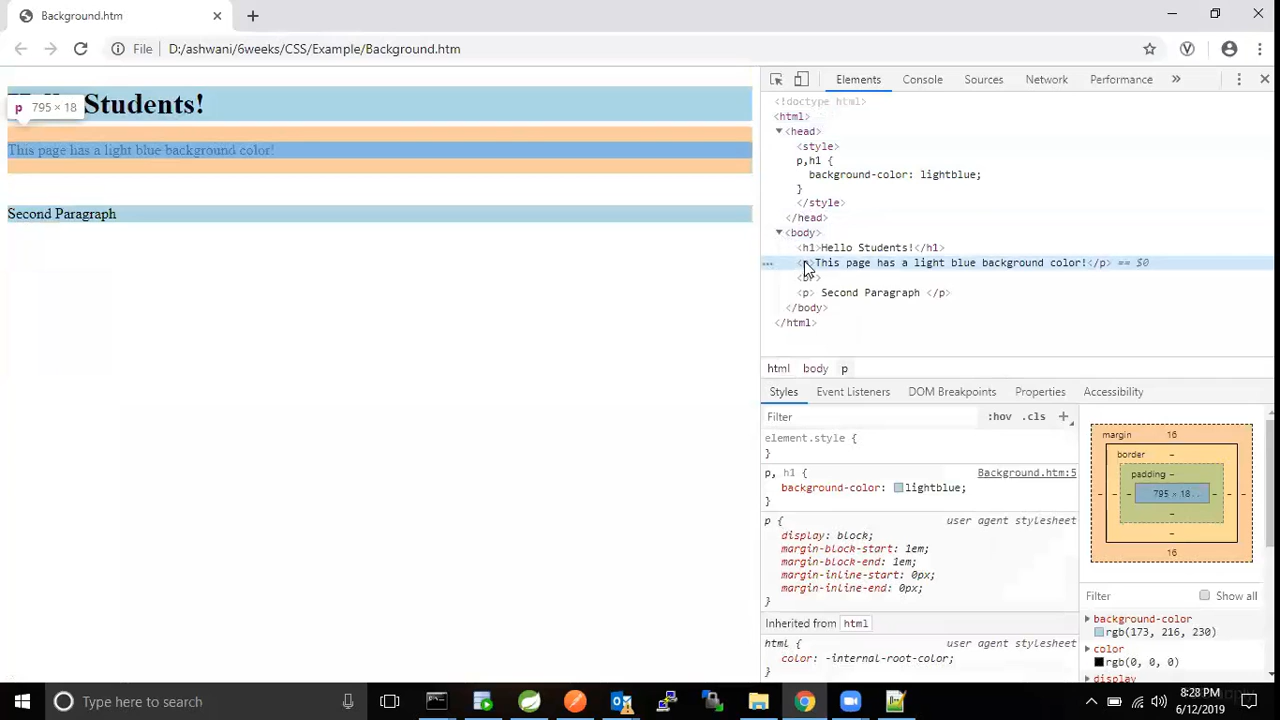 Background.htm
File D:/ashwani/6weeks/CSS/Example/Background.htm
Students!
p 795 × 18
This page has a light blue background color!
Second Paragraph
Elements Console Sources Network Performance »
<!doctype html>
<html>
<head>
<style>
p,h1 {
background-color: lightblue;
}
</style>
</head>
<body>
<h1>Hello Students!</h1>
… This page has a light blue background color!</p> == $0
<p> Second Paragraph </p>
</body>
</html>
html body p
Styles Event Listeners DOM Breakpoints Properties Accessibility
Filter :hov .cls +
element.style {
}
p, h1 { Background.htm:5
background-color: lightblue;
}
p { user agent stylesheet
display: block;
margin-block-start: 1em;
margin-block-end: 1em;
margin-inline-start: 0px;
margin-inline-end: 0px;
}
Inherited from html
html { user agent stylesheet
color: -internal-root-color;
}
margin 16
border –
padding –
795 × 18..
16
Filter Show all
background-color
rgb(173, 216, 230)
color
rgb(0, 0, 0)
display
Type here to search
8:28 PM
6/12/2019